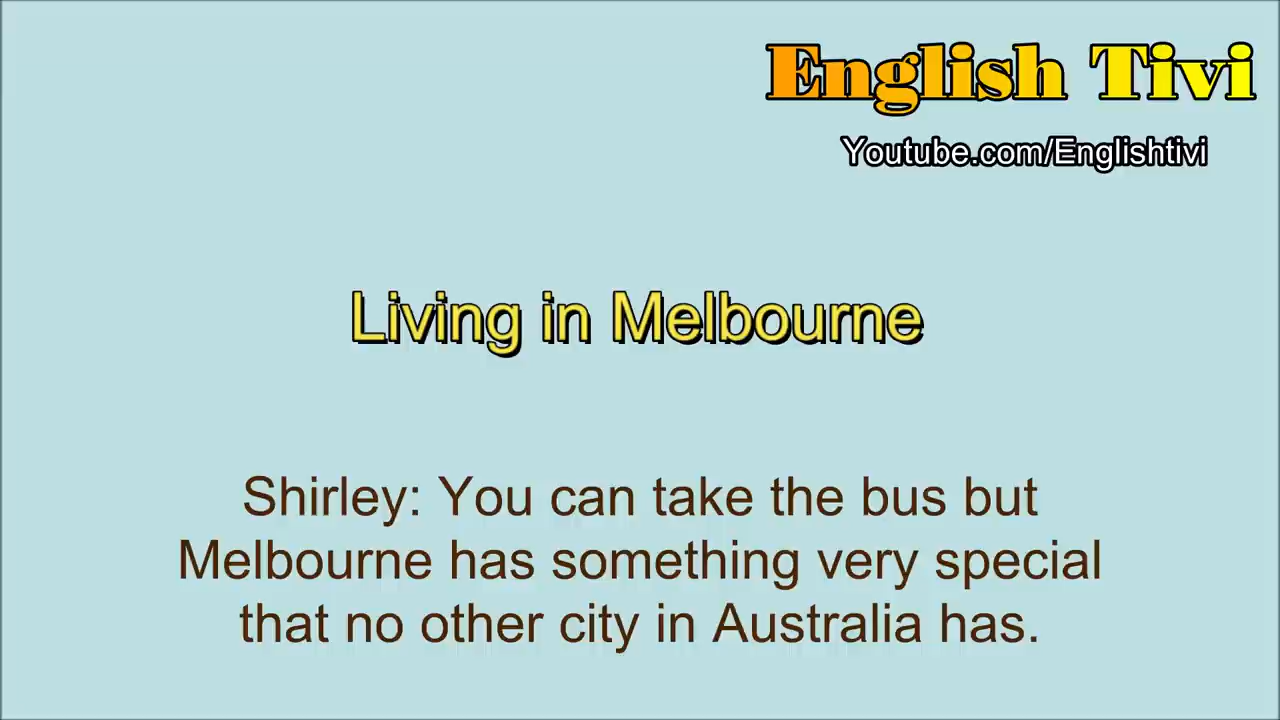 English Tivi
Youtube.com/Englishtivi
Living in Melbourne
Shirley: You can take the bus but
Melbourne has something very special
that no other city in Australia has.